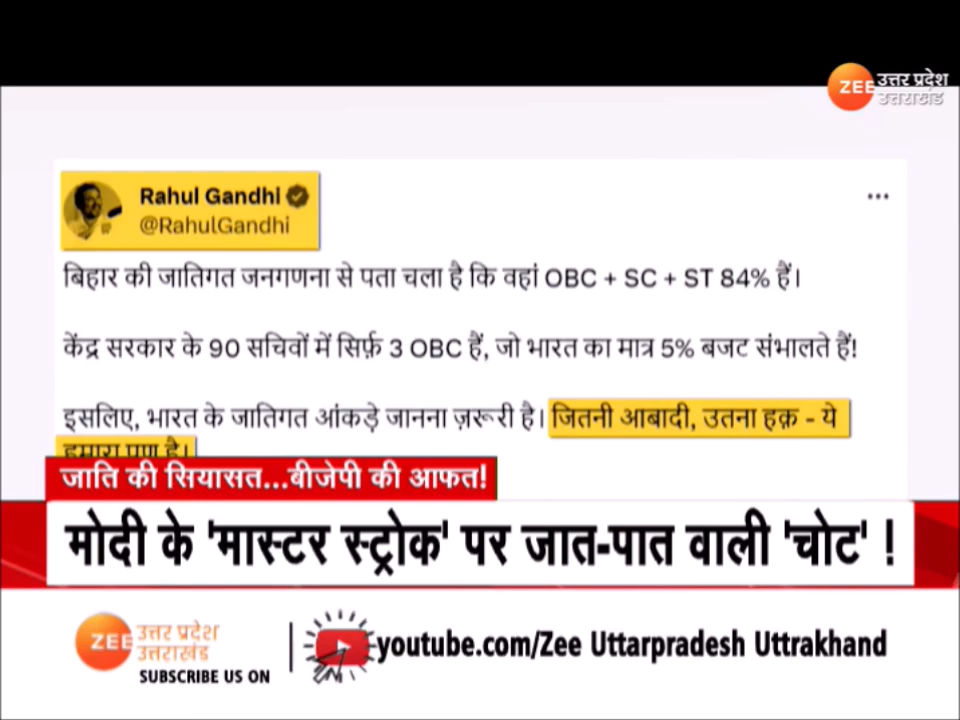 ZEE उत्तर प्रदेश
उत्तराखंड
Rahul Gandhi
@RahulGandhi
बिहार की जातिगत जनगणना से पता चला है कि वहां OBC + SC + ST 84% हैं।
केंद्र सरकार के 90 सचिवों में सिर्फ़ 3 OBC हैं, जो भारत का मात्र 5% बजट संभालते हैं!
इसलिए, भारत के जातिगत आंकड़े जानना ज़रूरी है। जितनी आबादी, उतना हक़ - ये
हमारा प्रण है।
जाति की सियासत...बीजेपी की आफत!
मोदी के 'मास्टर स्ट्रोक' पर जात-पात वाली 'चोट' !
ZEE उत्तर प्रदेश
उत्तराखंड
SUBSCRIBE US ON
youtube.com/Zee Uttarpradesh Uttrakhand